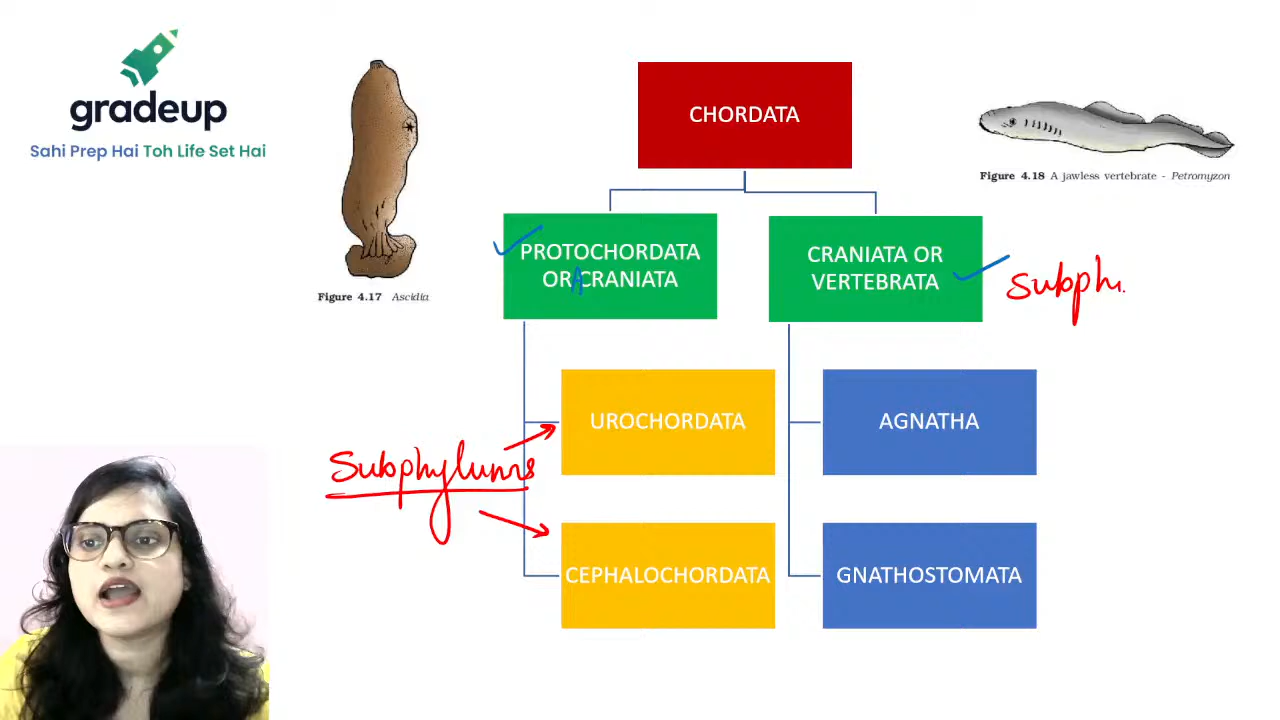 gradeup
Sahi Prep Hai Toh Life Set Hai
CHORDATA
Figure 4.18 A jawless vertebrate - Petromyzon
PROTOCHORDATA
OR ACRANIATA
CRANIATA OR
VERTEBRATA
Subph
Figure 4.17 Ascidia
UROCHORDATA
AGNATHA
Subphylums
CEPHALOCHORDATA
GNATHOSTOMATA